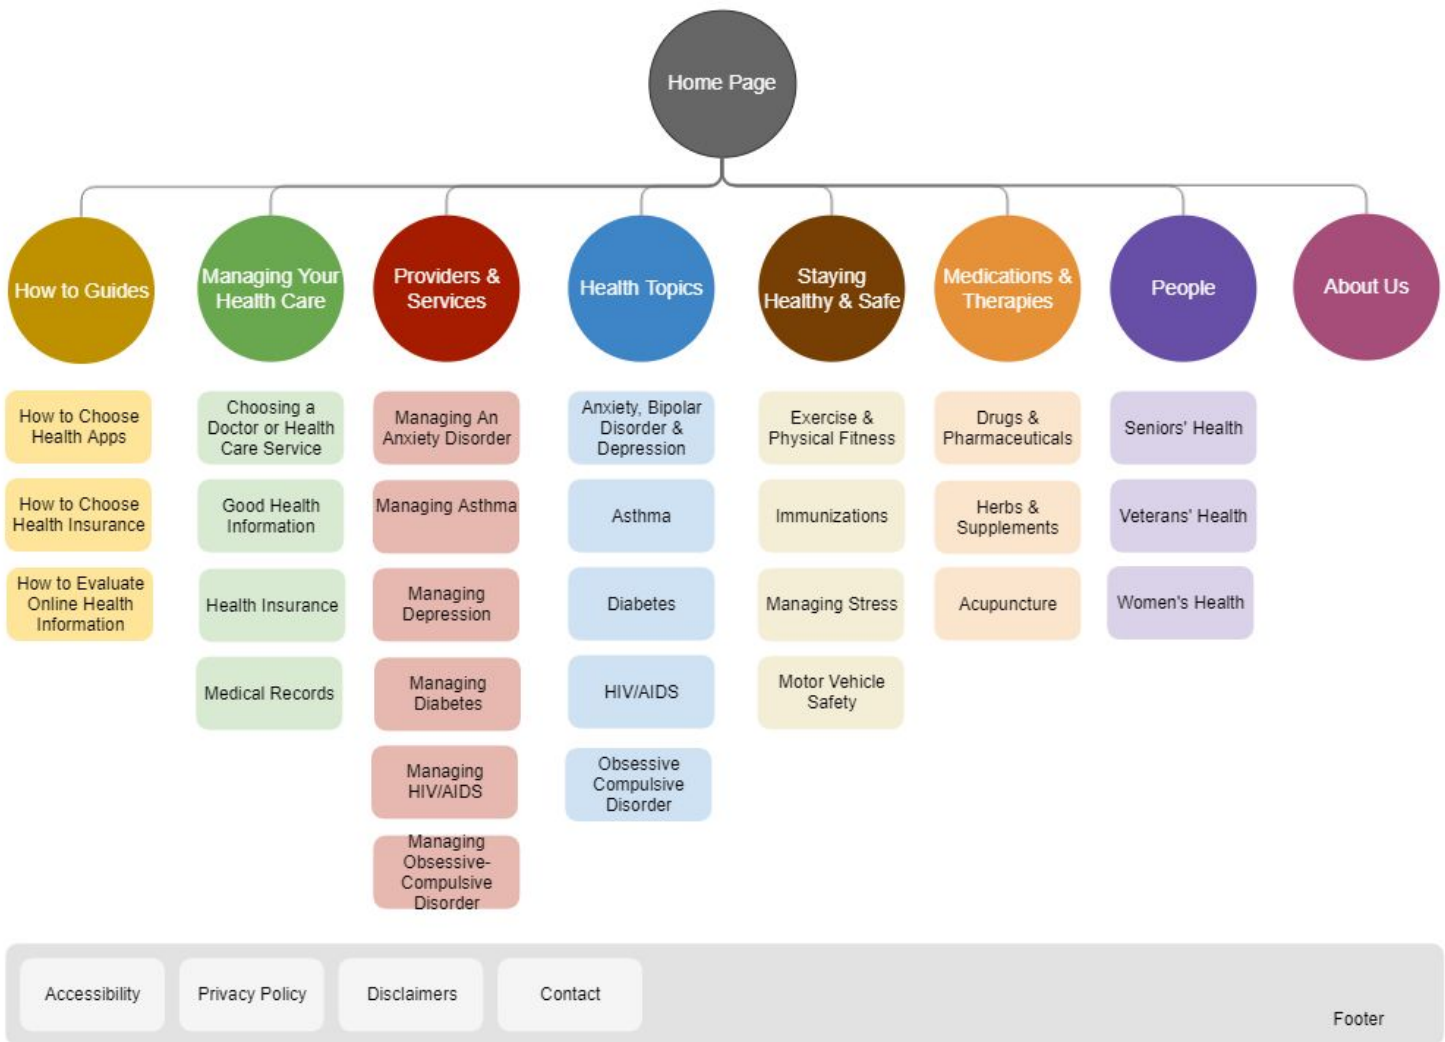 Home Page
How to Guides
Managing Your
Health Care
Providers &
Services
Health Topics
Staying
Healthy & Safe
Medications &
Therapies
People
About Us
How to Choose
Health Apps
How to Choose
Health Insurance
How to Evaluate
Online Health
Information
Choosing a
Doctor or Health
Care Service
Good Health
Information
Health Insurance
Medical Records
Managing An
Anxiety Disorder
Managing Asthma
Managing
Depression
Managing
Diabetes
Managing
HIV/AIDS
Managing
Obsessive-
Compulsive
Disorder
Anxiety, Bipolar
Disorder &
Depression
Asthma
Diabetes
HIV/AIDS
Obsessive
Compulsive
Disorder
Exercise &
Physical Fitness
Immunizations
Managing Stress
Motor Vehicle
Safety
Drugs &
Pharmaceuticals
Herbs &
Supplements
Acupuncture
Seniors' Health
Veterans' Health
Women's Health
Accessibility
Privacy Policy
Disclaimers
Contact
Footer